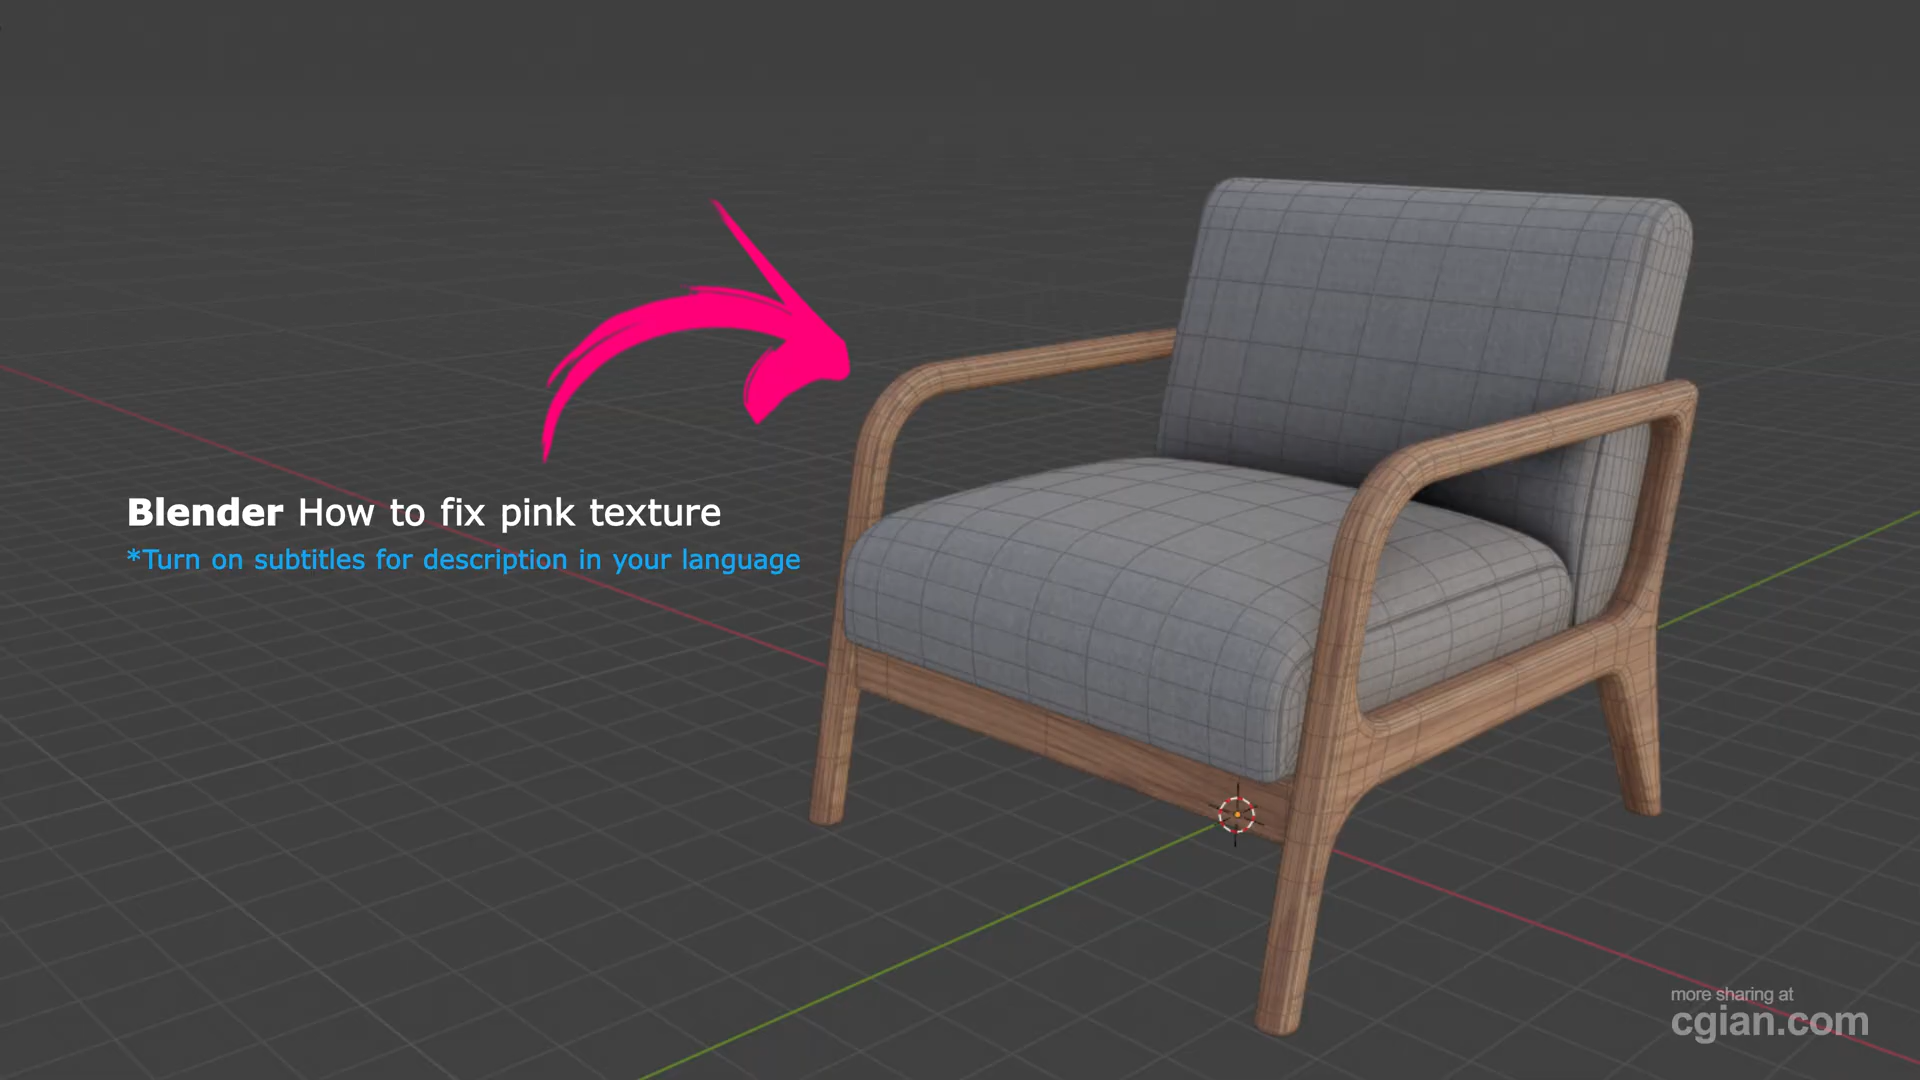 Blender How to fix pink texture
*Turn on subtitles for description in your language
more sharing at
cgian.com